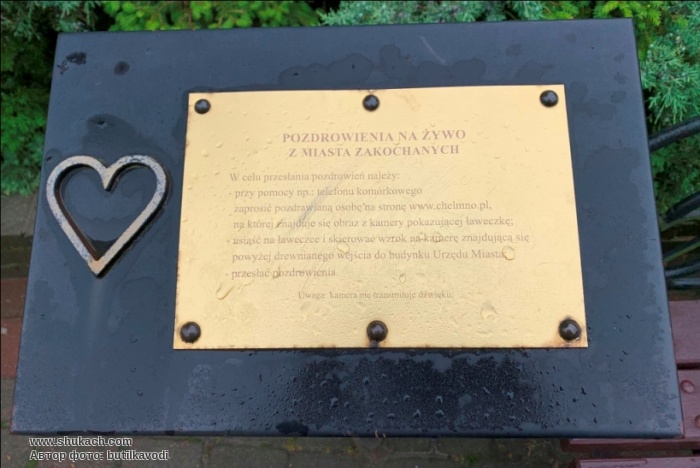 POZDROWIENIA NA ŻYWO
Z MIASTA ZAKOCHANYCH
W celu przesłania pozdrowień należy:
- przy pomocy np.: telefonu komórkowego
zaprosić pozdrawianą osobę na stronę www.chelmno.pl,
na której znajduje się obraz z kamery pokazującej ławeczkę;
- usiąść na ławeczce i skierować wzrok na kamerę znajdującą się
powyżej drewnianego wejścia do budynku Urzędu Miasta;
- przesłać pozdrowienia.
Uwaga: kamera nie transmituje dźwięku.
www.shukach.com
Автор фото: butilkavodi